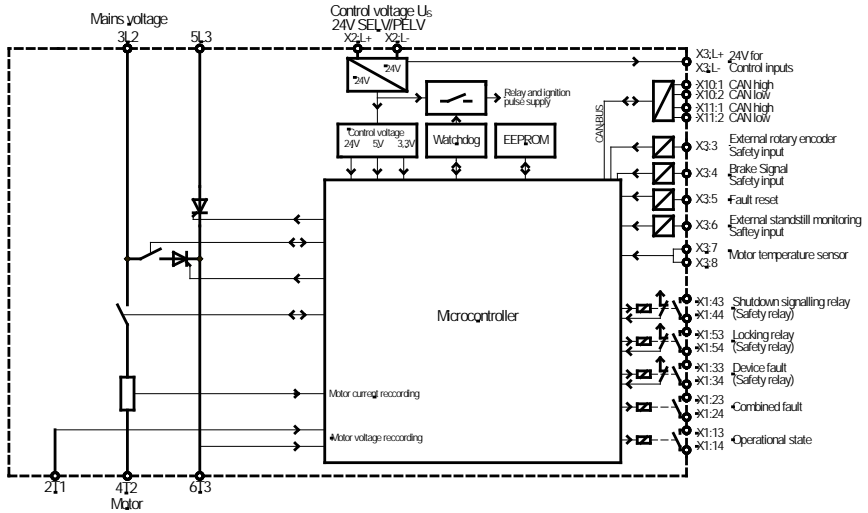 Mains voltage
3L2
5L3
Control voltage Us
24V SELV/PELV
X2:L+
X2:L-
24V
24V
Relay and ignition
pulse supply
Control voltage
24V
5V
3,3V
Watchdog
EEPROM
CAN-BUS
X3:L+ 24V for
X3:L- Control inputs
X10:1 CAN high
X10:2 CAN low
X11:1 CAN high
X11:2 CAN low
X3:3 External rotary encoder
Safety input
X3:4 Brake Signal
Safety input
X3:5 Fault reset
X3:6 External standstill monitoring
Saftey input
X3:7
X3:8
Motor temperature sensor
Microcontroller
X1:43 Shutdown signalling relay
X1:44 (Safety relay)
X1:53 Locking relay
X1:54 (Safety relay)
X1:33 Device fault
X1:34 (Safety relay)
X1:23
X1:24
Combined fault
X1:13
X1:14
Operational state
Motor current reccording
Motor voltage reccording
2T1
4T2
6T3
Motor